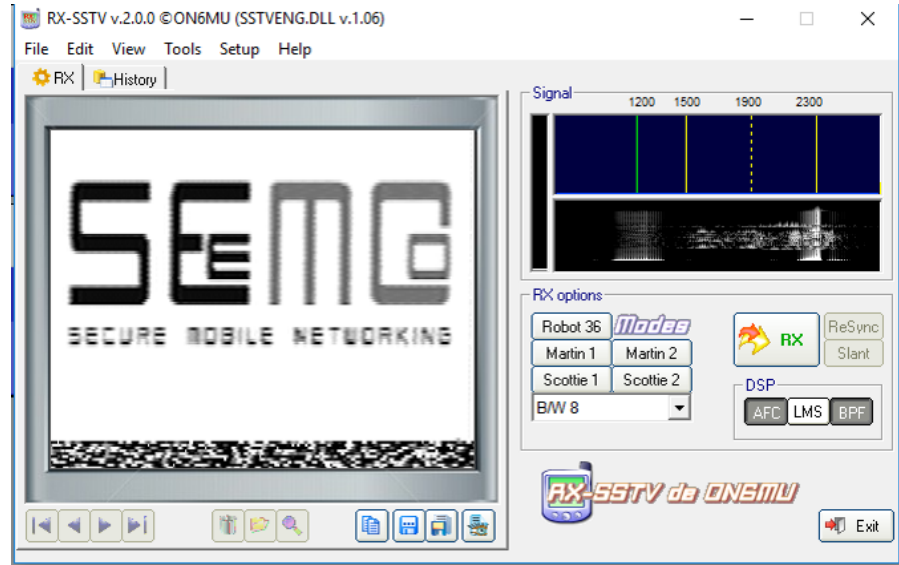 RX-SSTV v.2.0.0 ©ON6MU (SSTVENG.DLL v.1.06)
File Edit View Tools Setup Help
RX History
SEEMOO
SECURE MOBILE NETWORKING
Signal
1200 1500 1900 2300
RX options
Robot 36 Modes
Martin 1 Martin 2
Scottie 1 Scottie 2
B/W 8
RX
ReSync
Slant
DSP
AFC LMS BPF
RX-SSTV de ON6MU
Exit